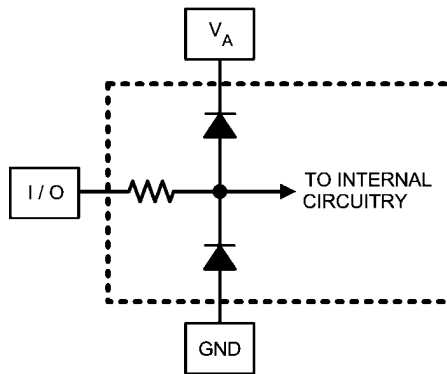 VA
I / O
TO INTERNAL
CIRCUITRY
GND